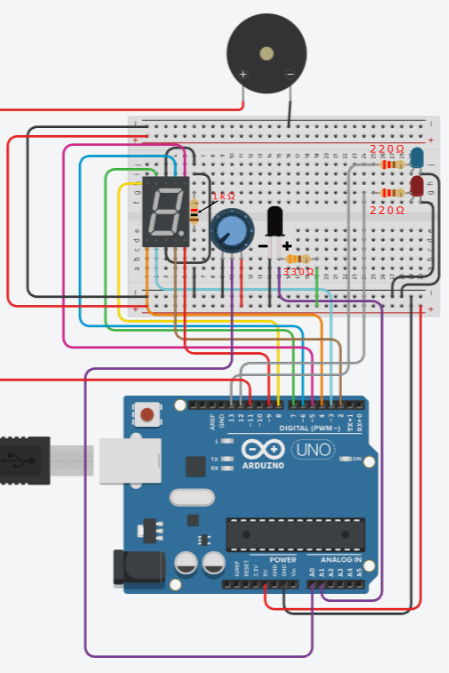 + −
220Ω
1kΩ
220Ω
− +
330Ω
AREF
GND
13
12
~11
~10
~9
8
7
~6
~5
4
~3
2
TX→1
RX←0
DIGITAL (PWM~)
L
TX
RX
ARDUINO
UNO
ON
POWER
ANALOG IN
IOREF
RESET
3.3V
5V
GND
GND
Vin
A0
A1
A2
A3
A4
A5